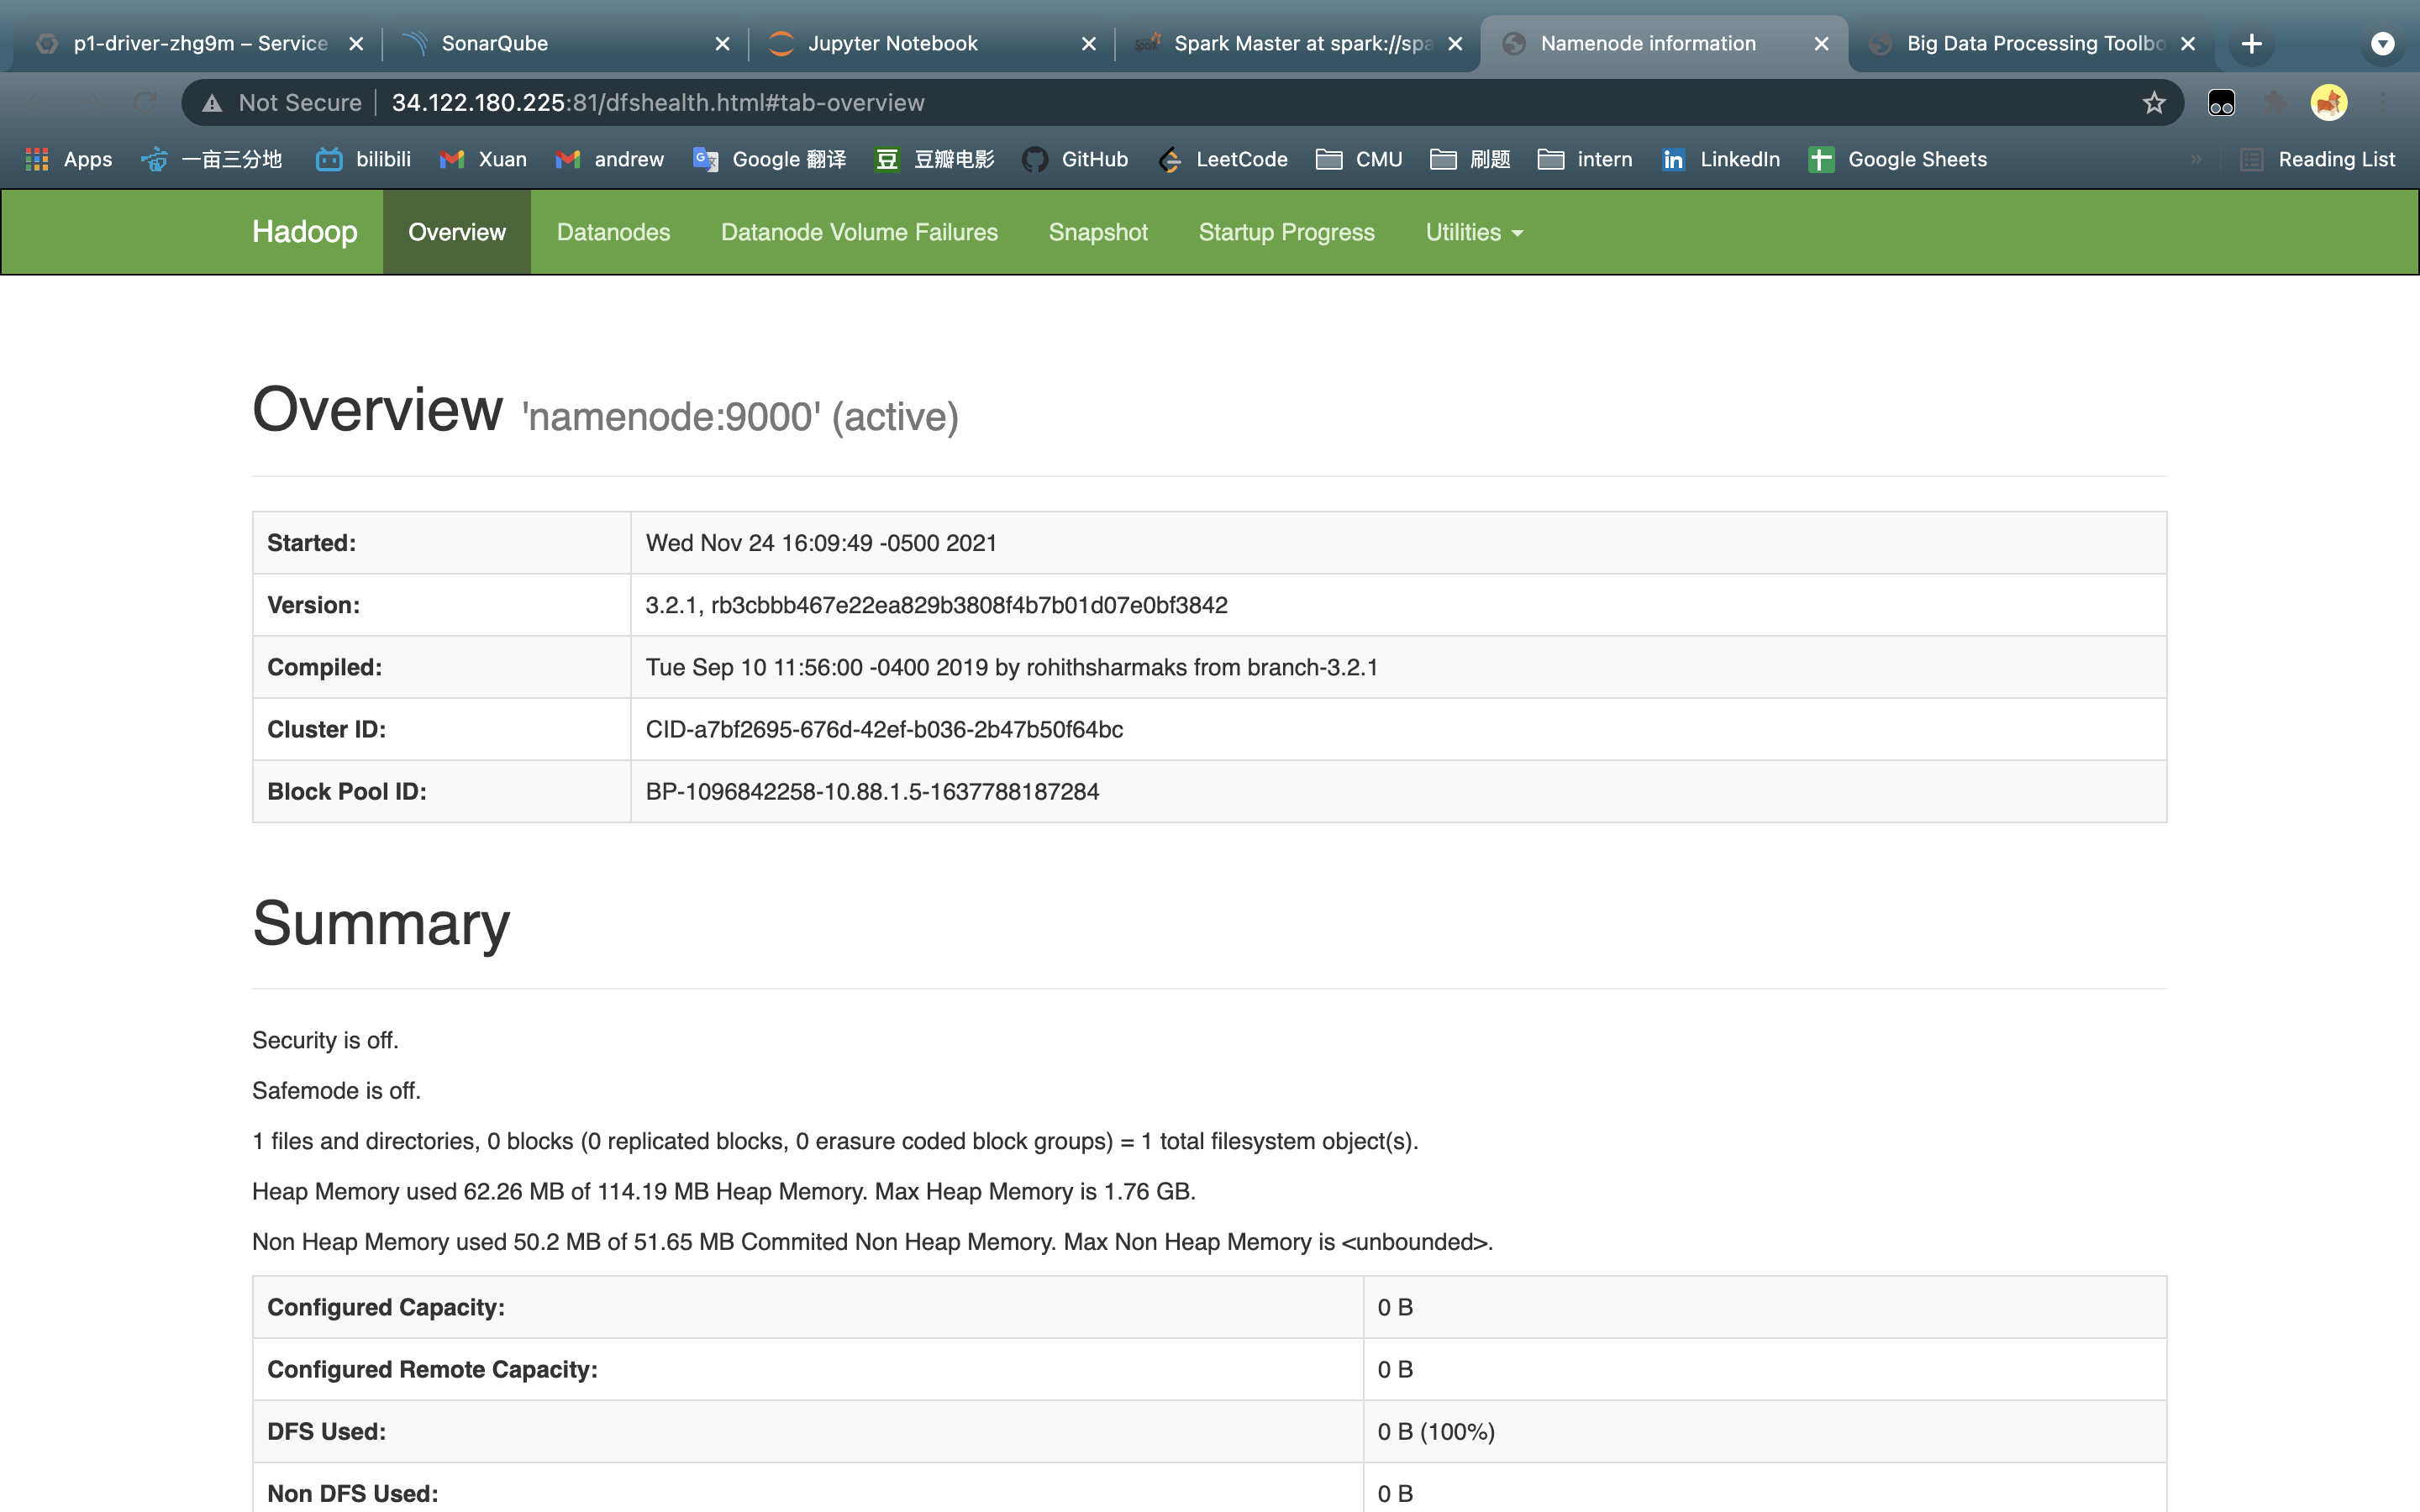 p1-driver-zhg9m – Service
SonarQube
Jupyter Notebook
Spark Master at spark://spa
Namenode information
Big Data Processing Toolbo
Not Secure 34.122.180.225:81/dfshealth.html#tab-overview
Apps 一亩三分地 bilibili Xuan andrew Google 翻译 豆瓣电影 GitHub LeetCode CMU 刷题 intern LinkedIn Google Sheets » Reading List
Hadoop Overview Datanodes Datanode Volume Failures Snapshot Startup Progress Utilities
Overview 'namenode:9000' (active)
Started: Wed Nov 24 16:09:49 -0500 2021
Version: 3.2.1, rb3cbbb467e22ea829b3808f4b7b01d07e0bf3842
Compiled: Tue Sep 10 11:56:00 -0400 2019 by rohithsharmaks from branch-3.2.1
Cluster ID: CID-a7bf2695-676d-42ef-b036-2b47b50f64bc
Block Pool ID: BP-1096842258-10.88.1.5-1637788187284
Summary
Security is off.
Safemode is off.
1 files and directories, 0 blocks (0 replicated blocks, 0 erasure coded block groups) = 1 total filesystem object(s).
Heap Memory used 62.26 MB of 114.19 MB Heap Memory. Max Heap Memory is 1.76 GB.
Non Heap Memory used 50.2 MB of 51.65 MB Commited Non Heap Memory. Max Non Heap Memory is <unbounded>.
Configured Capacity: 0 B
Configured Remote Capacity: 0 B
DFS Used: 0 B (100%)
Non DFS Used: 0 B